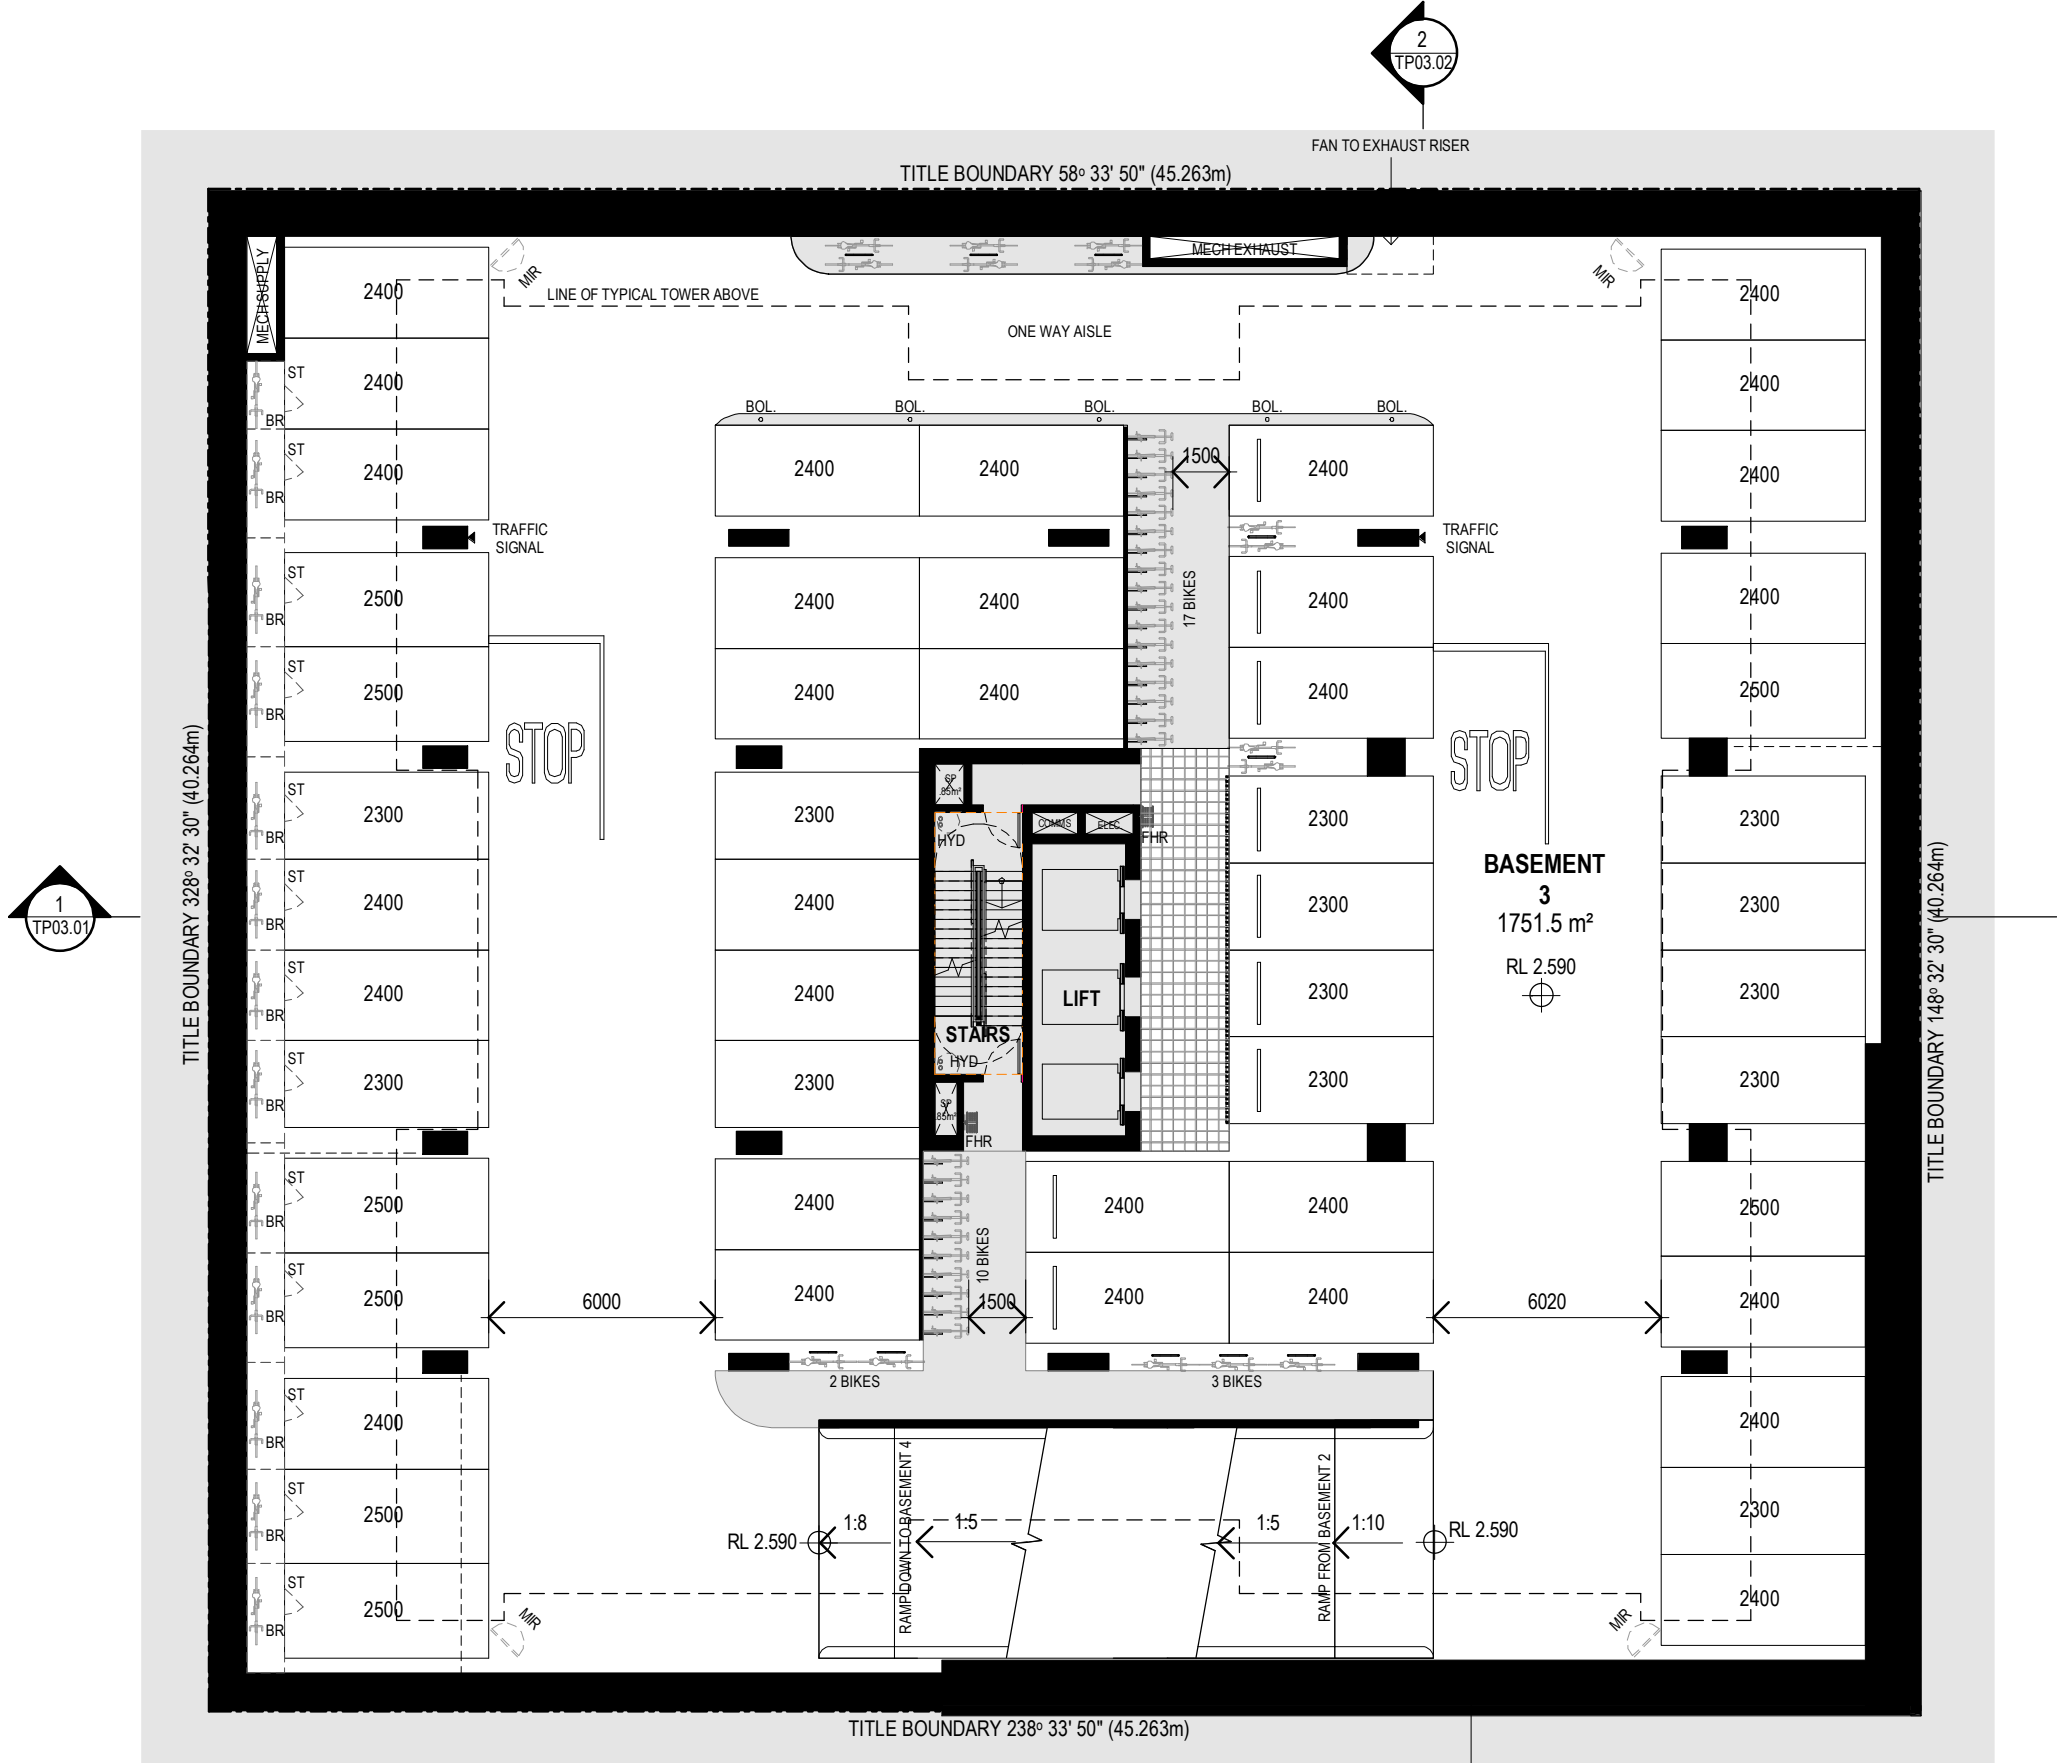 2
TP03.02
FAN TO EXHAUST RISER
TITLE BOUNDARY 58º 33' 50" (45.263m)
MECH SUPPLY
MECH EXHAUST
MIR
MIR
2400
LINE OF TYPICAL TOWER ABOVE
2400
ONE WAY AISLE
ST
2400
2400
BR
BOL.
BOL.
BOL.
BOL.
BOL.
ST
2400
2400
2400
1500
2400
2400
BR
TRAFFIC
SIGNAL
TRAFFIC
SIGNAL
ST
2500
2400
2400
17 BIKES
2400
2400
BR
ST
2500
2400
2400
2400
2500
BR
STOP
STOP
TITLE BOUNDARY 328º 32' 30" (40.264m)
SP
.85m²
ST
2300
2300
COMMS
ELEC
2300
2300
BR
HYD
FHR
BASEMENT
3
1751.5 m²
RL 2.590
ST
2400
2400
2300
2300
BR
1
TP03.01
TITLE BOUNDARY 148º 32' 30" (40.264m)
ST
2400
2400
LIFT
2300
2300
BR
STAIRS
HYD
ST
2300
2300
2300
2300
BR
SP
.85m²
FHR
ST
2500
2400
2400
2400
2500
BR
10 BIKES
ST
2500
6000
2400
1500
2400
2400
6020
2400
BR
2 BIKES
3 BIKES
ST
2400
2400
BR
RAMP DOWN TO BASEMENT 4
RAMP FROM BASEMENT 2
ST
2500
2300
BR
RL 2.590
1:8
1:5
1:5
1:10
RL 2.590
ST
2500
2400
BR
MIR
MIR
TITLE BOUNDARY 238º 33' 50" (45.263m)